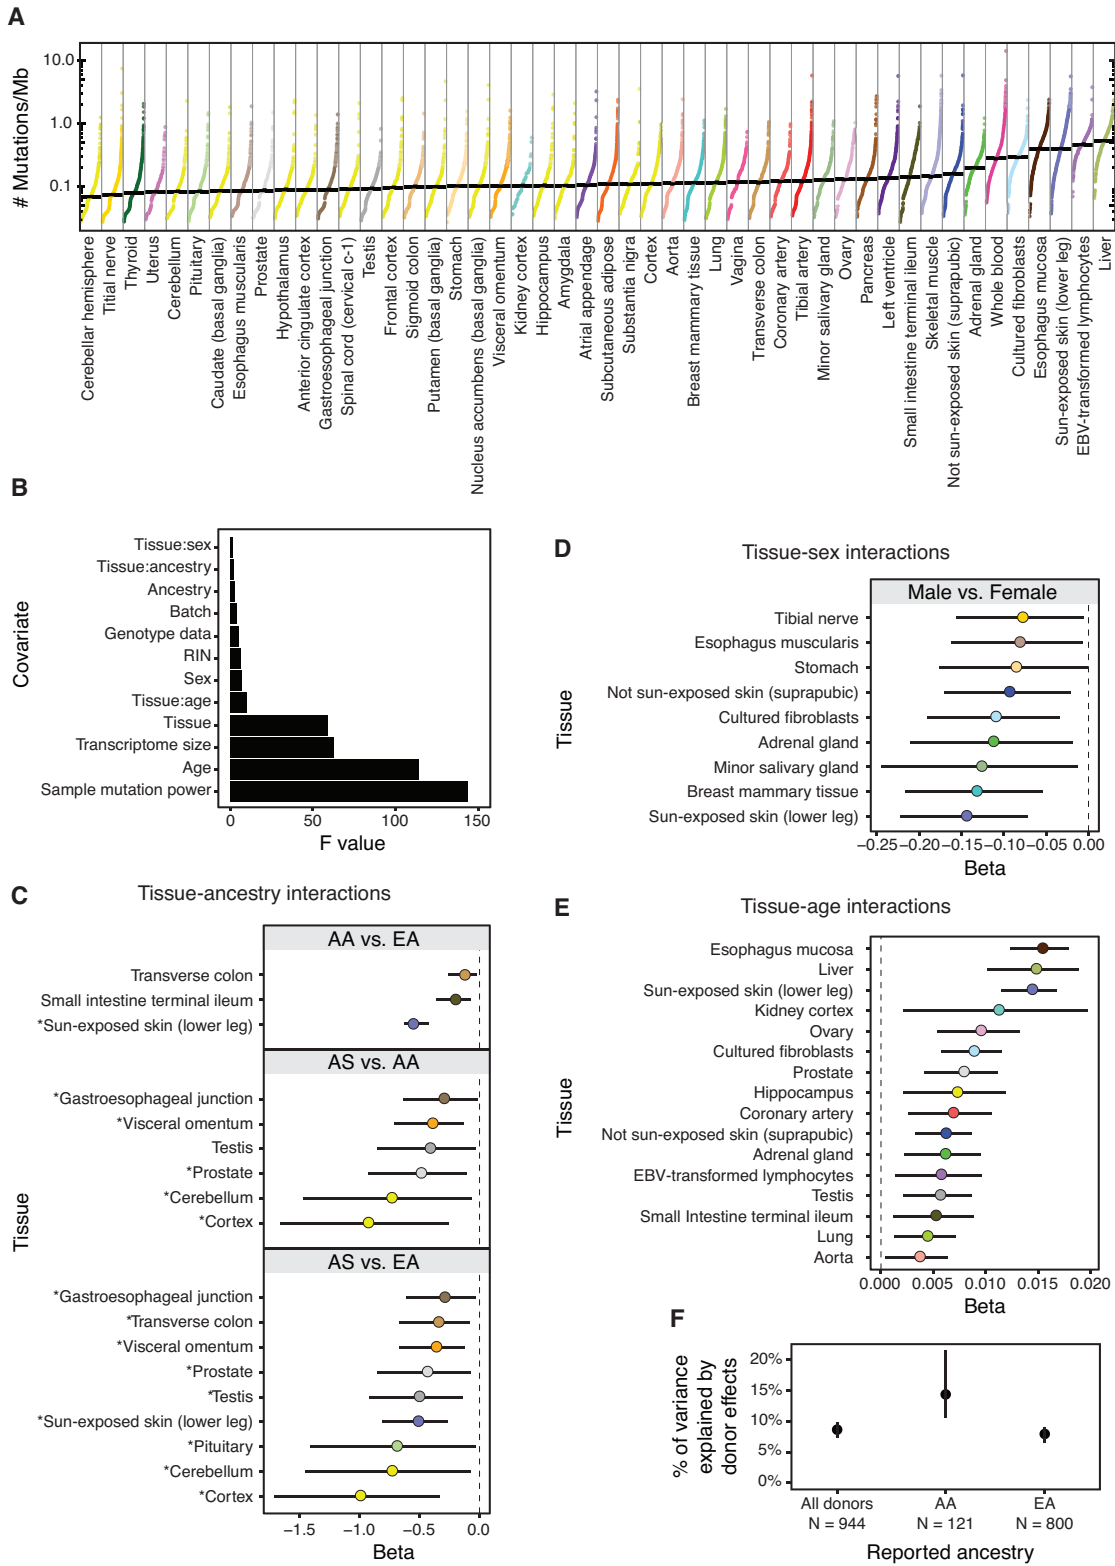 A
# Mutations/Mb
10.0
1.0
0.1
Cerebellar hemisphere
Titial nerve
Thyroid
Uterus
Cerebellum
Pituitary
Caudate (basal ganglia)
Esophagus muscularis
Prostate
Hypothalamus
Anterior cingulate cortex
Gastroesophageal junction
Spinal cord (cervical c-1)
Testis
Frontal cortex
Sigmoid colon
Putamen (basal ganglia)
Stomach
Nucleus accumbens (basal ganglia)
Visceral omentum
Kidney cortex
Hippocampus
Amygdala
Atrial appendage
Subcutaneous adipose
Substantia nigra
Cortex
Aorta
Breast mammary tissue
Lung
Vagina
Transverse colon
Coronary artery
Tibial artery
Minor salivary gland
Ovary
Pancreas
Left ventricle
Small intestine terminal ileum
Skeletal muscle
Not sun-exposed skin (suprapubic)
Adrenal gland
Whole blood
Cultured fibroblasts
Esophagus mucosa
Sun-exposed skin (lower leg)
EBV-transformed lymphocytes
Liver
B
Covariate
Tissue:sex
Tissue:ancestry
Ancestry
Batch
Genotype data
RIN
Sex
Tissue:age
Tissue
Transcriptome size
Age
Sample mutation power
0 50 100 150
F value
C
Tissue-ancestry interactions
Tissue
AA vs. EA
Transverse colon
Small intestine terminal ileum
*Sun-exposed skin (lower leg)
AS vs. AA
*Gastroesophageal junction
*Visceral omentum
Testis
*Prostate
*Cerebellum
*Cortex
AS vs. EA
*Gastroesophageal junction
*Transverse colon
*Visceral omentum
*Prostate
*Testis
*Sun-exposed skin (lower leg)
*Pituitary
*Cerebellum
*Cortex
−1.5 −1.0 −0.5 0.0
Beta
D
Tissue-sex interactions
Tissue
Male vs. Female
Tibial nerve
Esophagus muscularis
Stomach
Not sun-exposed skin (suprapubic)
Cultured fibroblasts
Adrenal gland
Minor salivary gland
Breast mammary tissue
Sun-exposed skin (lower leg)
−0.25 −0.20 −0.15 −0.10 −0.05 0.00
Beta
E
Tissue-age interactions
Tissue
Esophagus mucosa
Liver
Sun-exposed skin (lower leg)
Kidney cortex
Ovary
Cultured fibroblasts
Prostate
Hippocampus
Coronary artery
Not sun-exposed skin (suprapubic)
Adrenal gland
EBV-transformed lymphocytes
Testis
Small Intestine terminal ileum
Lung
Aorta
0.000 0.005 0.010 0.015 0.020
Beta
F
% of variance
explained by
donor effects
20%
15%
10%
5%
0%
All donors AA EA
N = 944 N = 121 N = 800
Reported ancestry